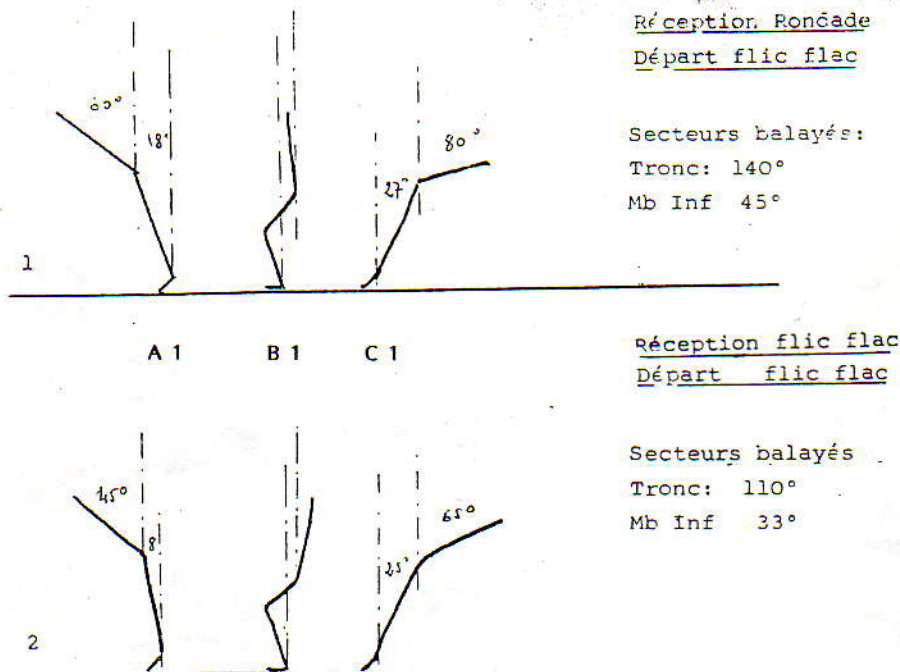 Réception Rondade
Départ flic flac
60° 18° 27° 80°
Secteurs balayés:
Tronc: 140°
Mb Inf 45°
1
A 1 B 1 C 1
Réception flic flac
Départ flic flac
45° 8 25° 65°
Secteurs balayés
Tronc: 110°
Mb Inf 33°
2